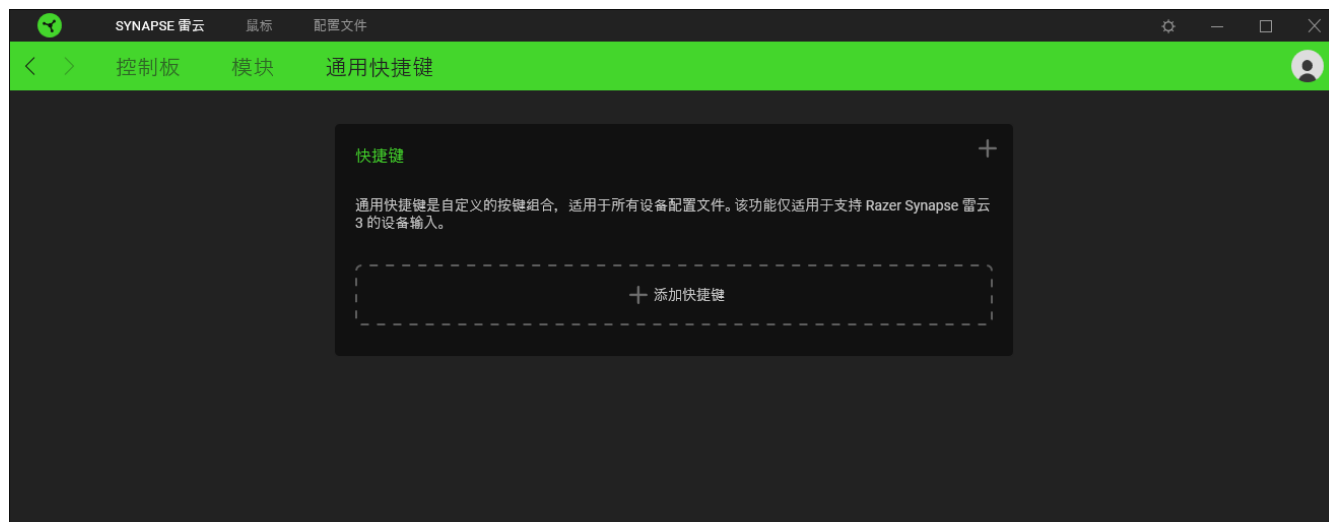 SYNAPSE 雷云 鼠标 配置文件
控制板 模块 通用快捷键
快捷键
通用快捷键是自定义的按键组合，适用于所有设备配置文件。该功能仅适用于支持 Razer Synapse 雷云
3 的设备输入。
添加快捷键